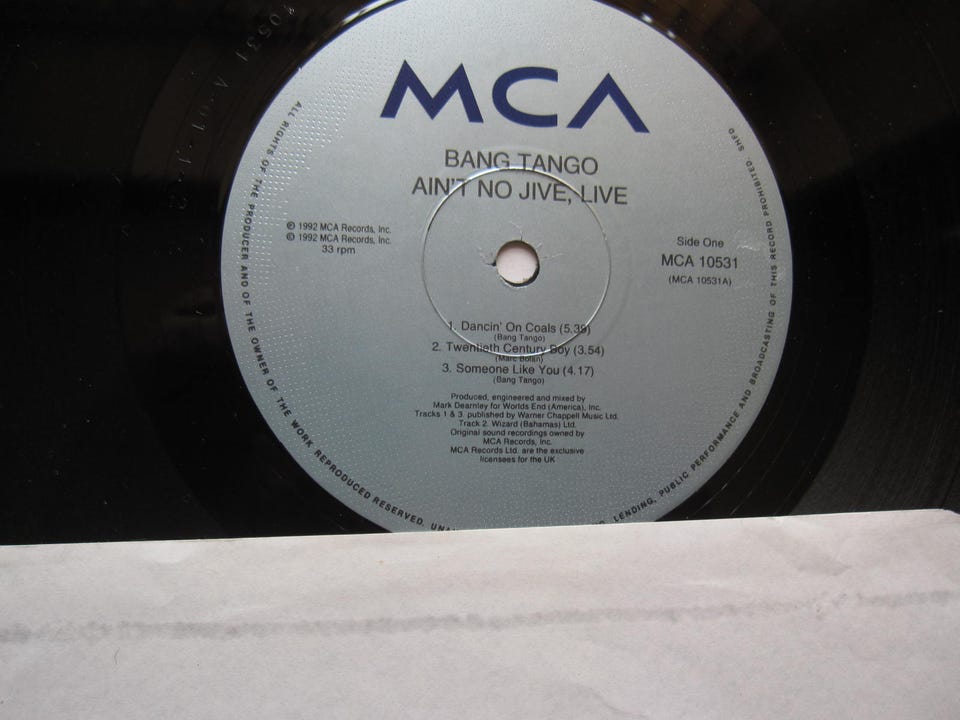 MCA
BANG TANGO
AIN'T NO JIVE, LIVE
℗ 1992 MCA Records, Inc.
© 1992 MCA Records, Inc.
33 rpm
Side One
MCA 10531
(MCA 10531A)
1. Dancin' On Coals (5.39)
(Bang Tango)
2. Twentieth Century Boy (3.54)
(Marc Bolan)
3. Someone Like You (4.17)
(Bang Tango)
Produced, engineered and mixed by
Mark Dearnley for Worlds End (America), Inc.
Tracks 1 & 3. published by Warner Chappell Music Ltd.
Track 2. Wizard (Bahamas) Ltd.
Original sound recordings owned by
MCA Records, Inc.
MCA Records Ltd. are the exclusive
licensees for the UK
ALL RIGHTS OF THE PRODUCER AND OF THE OWNER OF THE WORK REPRODUCED RESERVED.
LENDING, PUBLIC PERFORMANCE AND BROADCASTING OF THIS RECORD PROHIBITED. SHFD